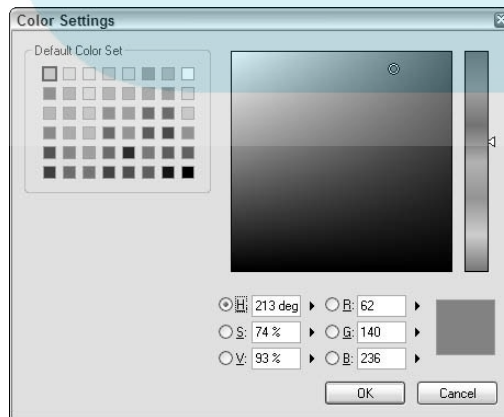 Color Settings
Default Color Set
H: 213 deg R: 62
S: 74 % G: 140
V: 93 % B: 236
OK Cancel